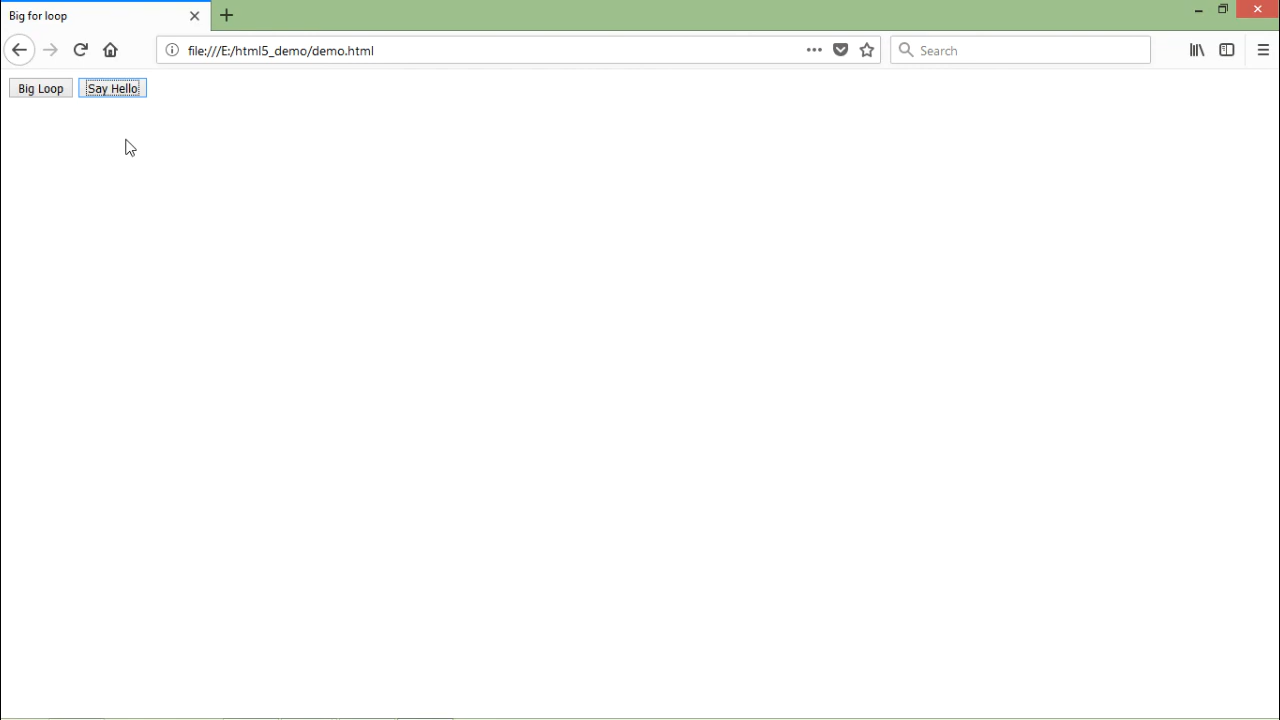 Big for loop
file:///E:/html5_demo/demo.html
Search
Big Loop
Say Hello